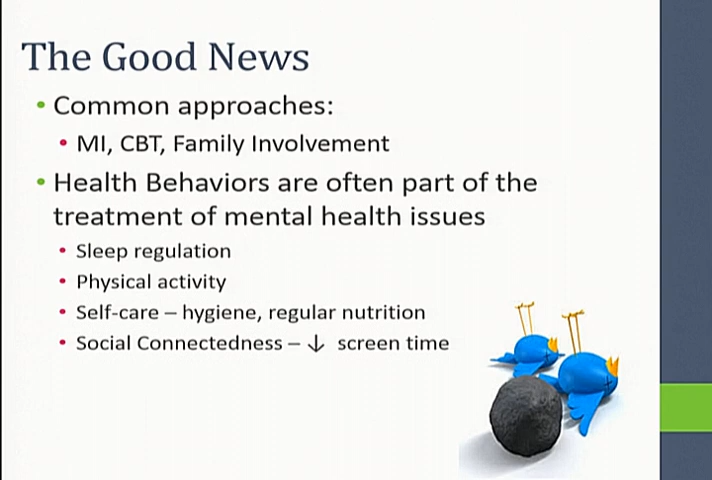 The Good News
• Common approaches:
• MI, CBT, Family Involvement
• Health Behaviors are often part of the
treatment of mental health issues
• Sleep regulation
• Physical activity
• Self-care – hygiene, regular nutrition
• Social Connectedness – ↓ screen time